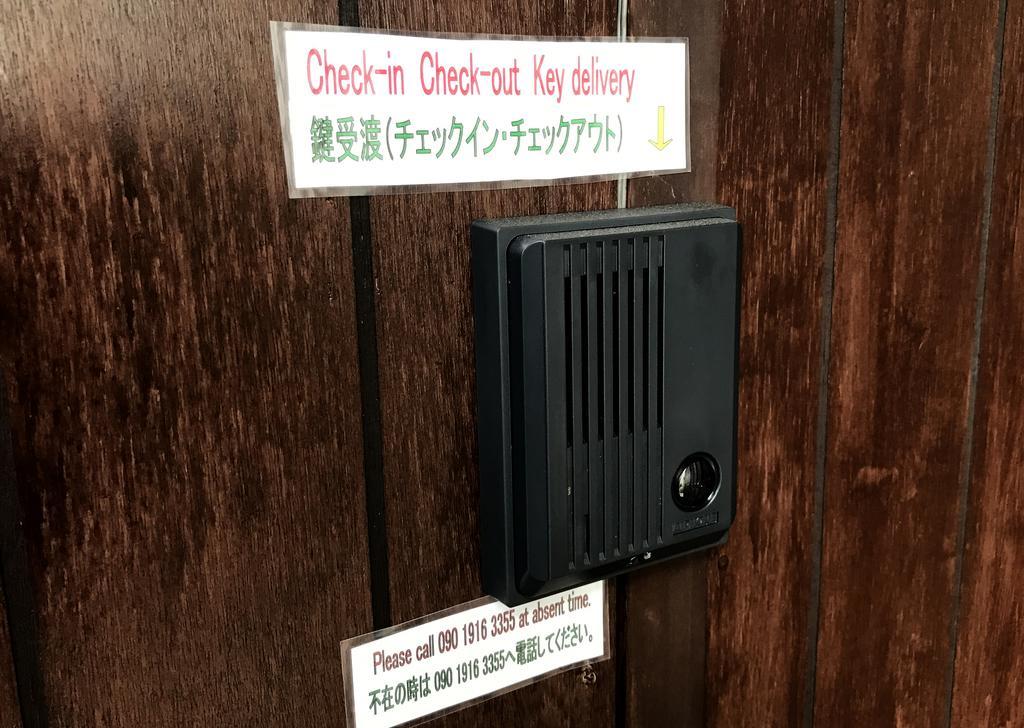 Check-in Check-out Key delivery
鍵受渡(チェックイン・チェックアウト)
Please call 090 1916 3355 at absent time.
不在の時は 090 1916 3355へ電話してください。